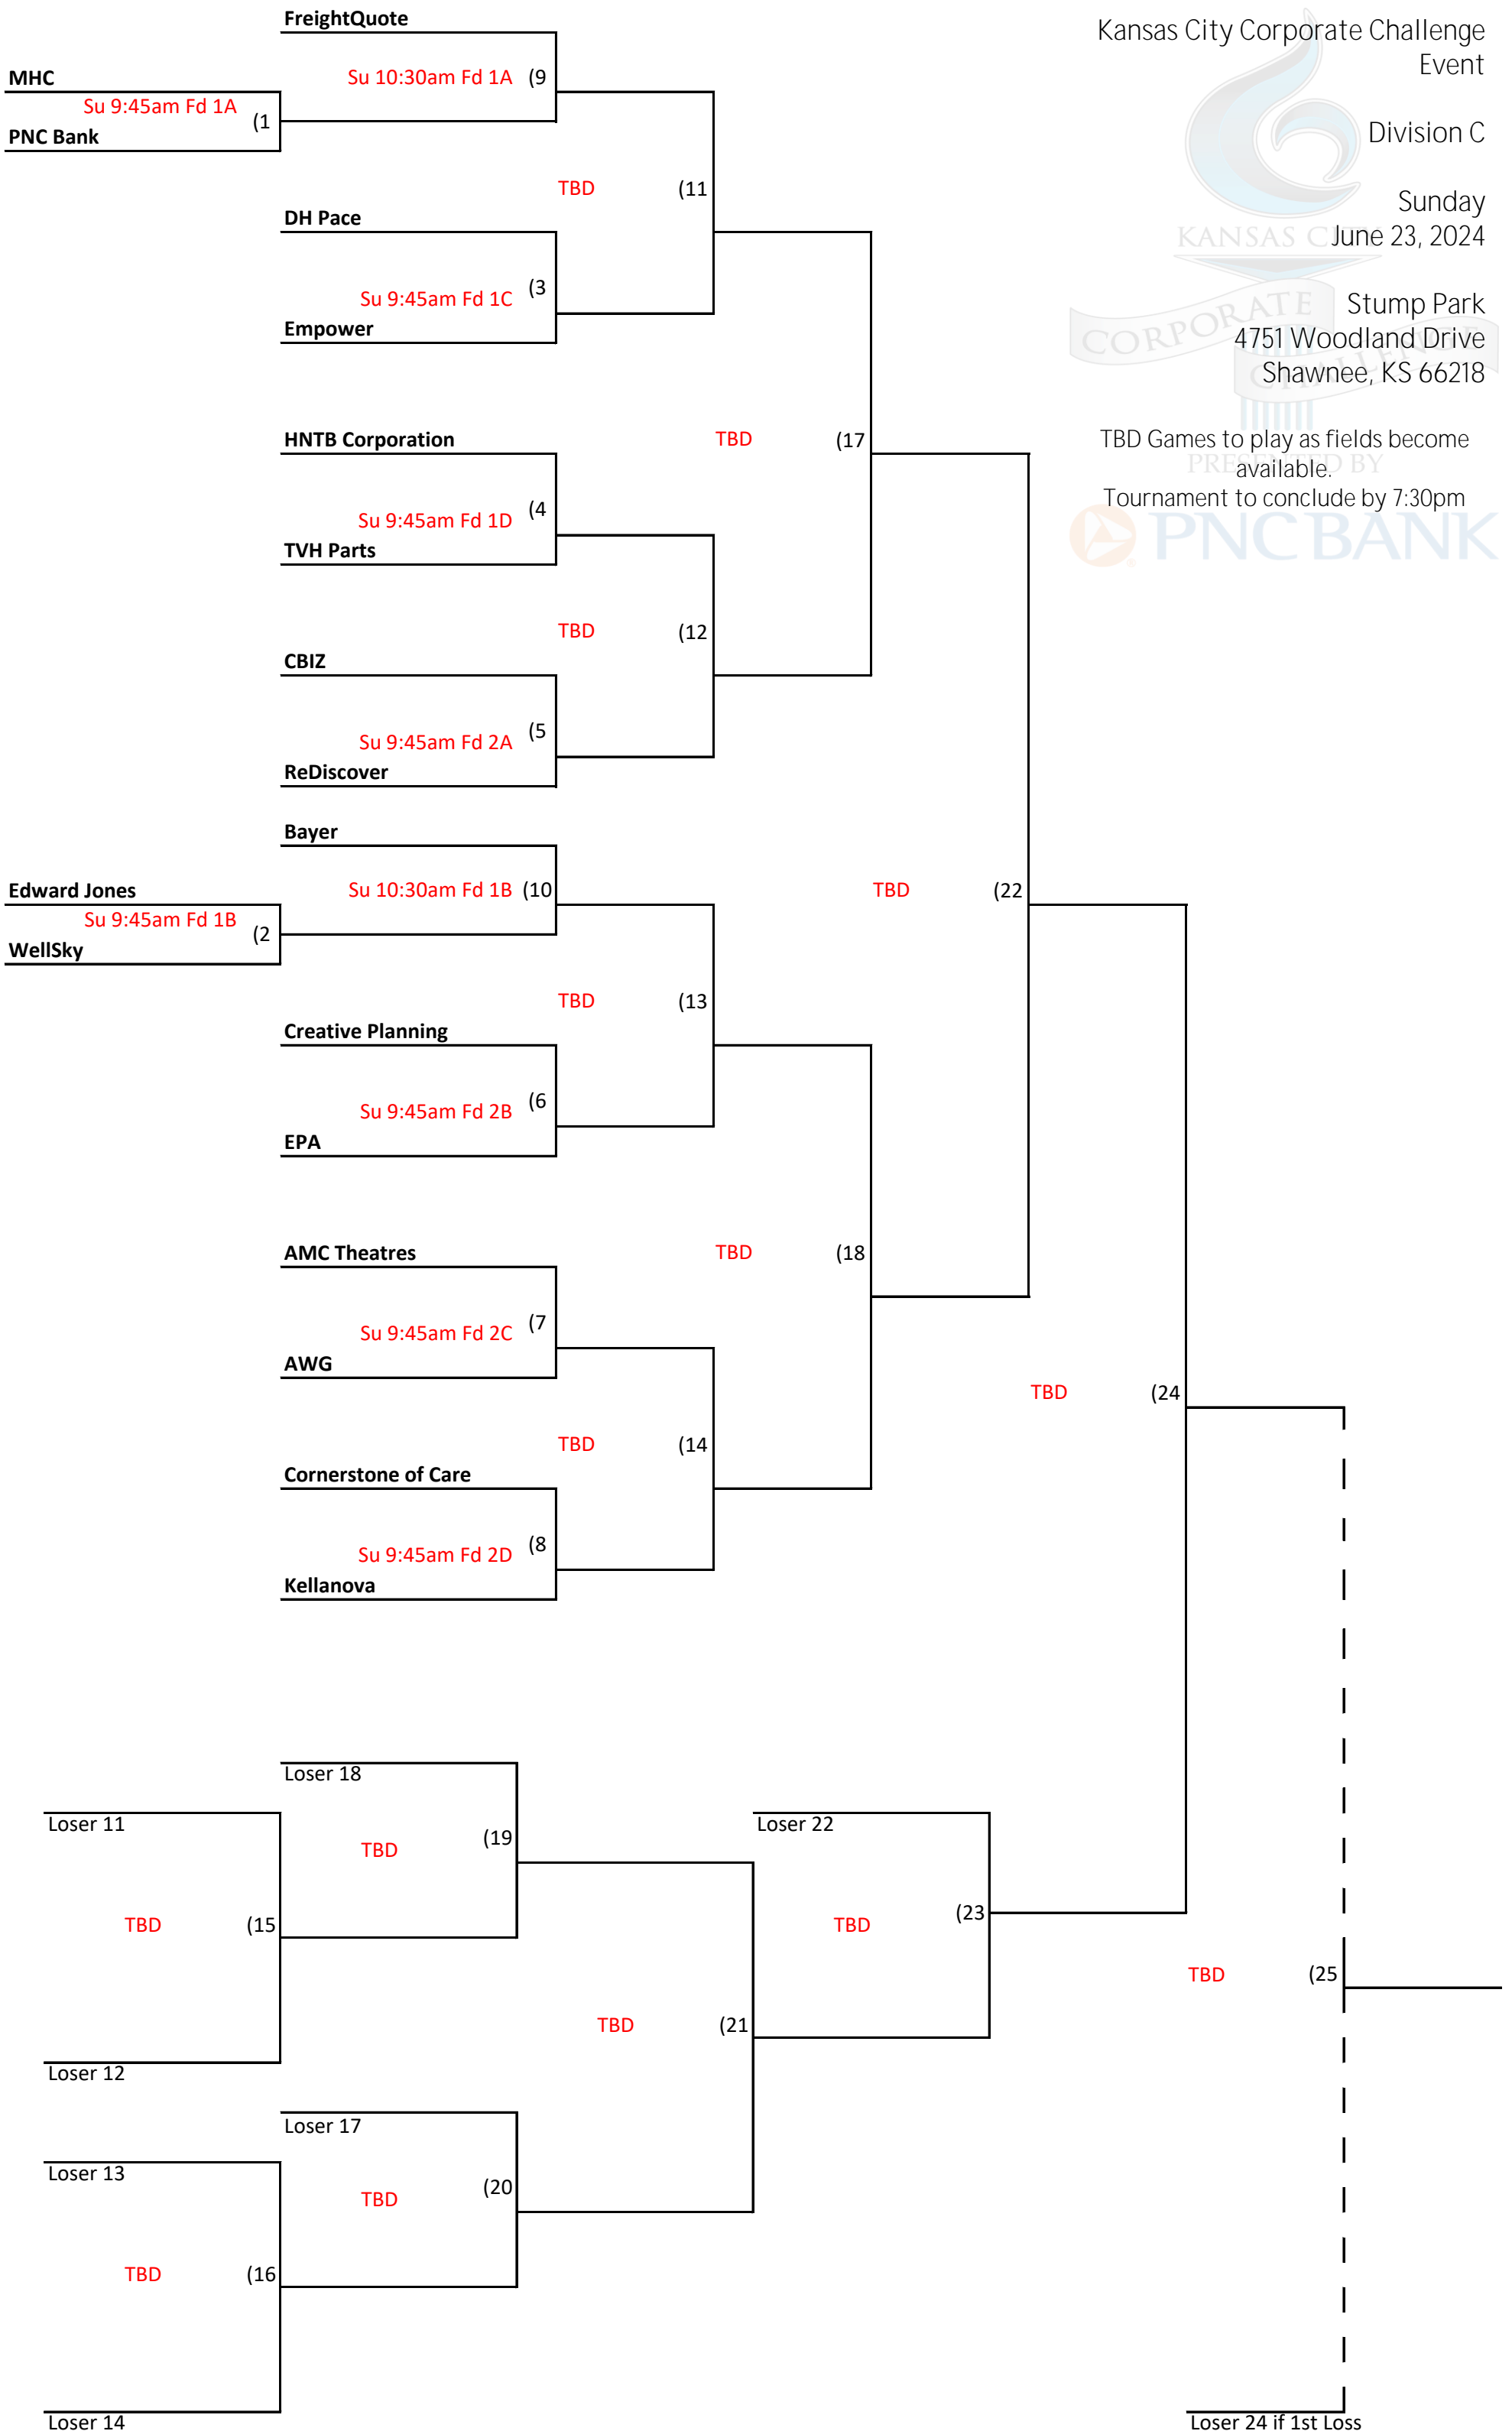 FreightQuote
Kansas City Corporate Challenge
Event
MHC
Su 10:30am Fd 1A (9
Su 9:45am Fd 1A (1
PNC Bank
Division C
TBD (11
DH Pace
Sunday
KANSAS CITY
June 23, 2024
Su 9:45am Fd 1C (3
Empower
CORPORATE
Stump Park
4751 Woodland Drive
CHALLENGE
Shawnee, KS 66218
HNTB Corporation
TBD (17
TBD Games to play as fields become
PRESENTED BY
available.
Tournament to conclude by 7:30pm
PNC BANK
Su 9:45am Fd 1D (4
TVH Parts
TBD (12
CBIZ
Su 9:45am Fd 2A (5
ReDiscover
Bayer
Edward Jones
Su 10:30am Fd 1B (10
TBD (22
Su 9:45am Fd 1B (2
WellSky
TBD (13
Creative Planning
Su 9:45am Fd 2B (6
EPA
AMC Theatres
TBD (18
Su 9:45am Fd 2C (7
AWG
TBD (24
TBD (14
Cornerstone of Care
Su 9:45am Fd 2D (8
Kellanova
Loser 18
Loser 11
Loser 22
TBD (19
TBD (15
TBD (23
TBD (25
TBD (21
Loser 12
Loser 17
Loser 13
TBD (20
TBD (16
Loser 14
Loser 24 if 1st Loss